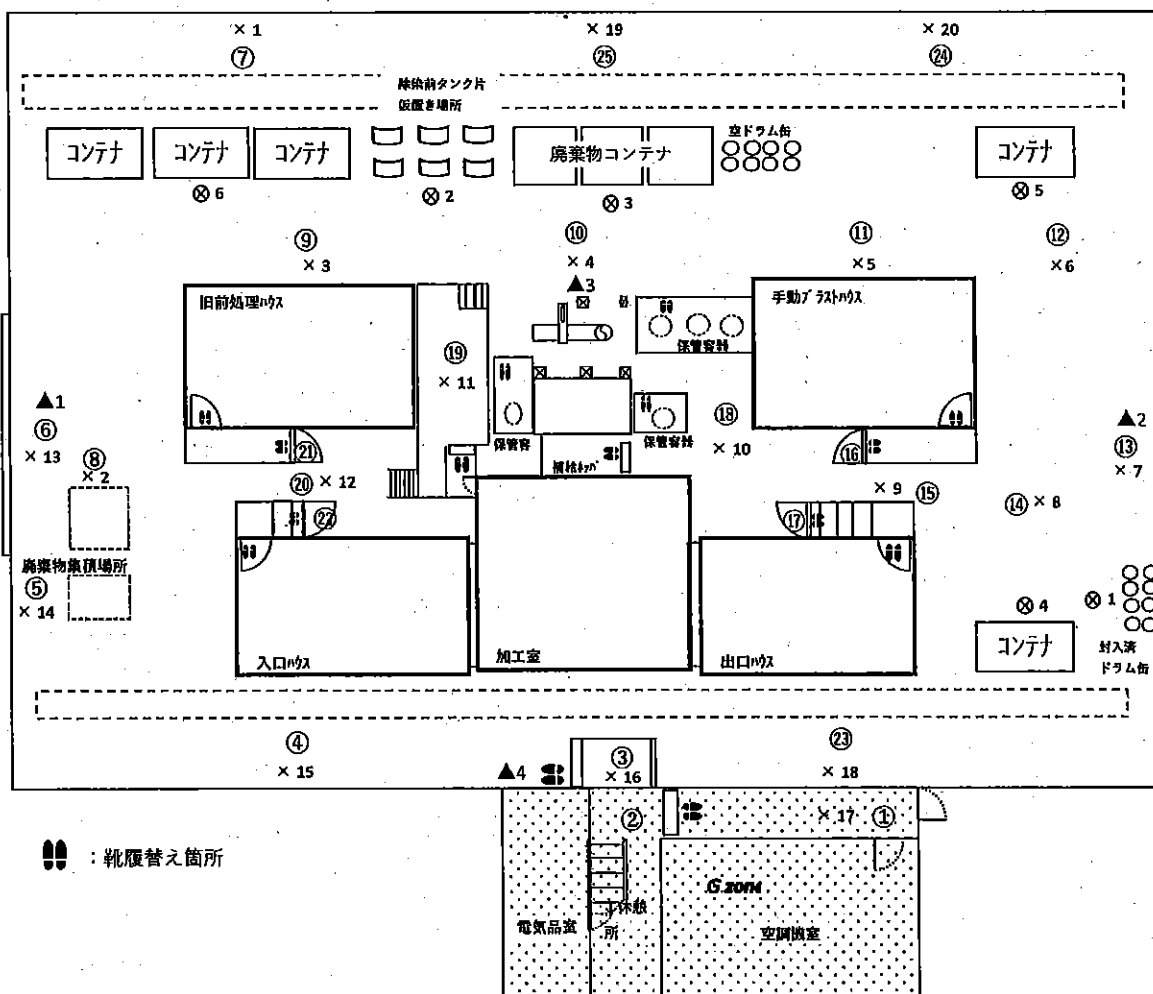 × 1
× 19
× 20
⑦
㉕
㉔
除染前タンク片
仮置き場所
コンテナ
コンテナ
コンテナ
廃棄物コンテナ
空ドラム缶
コンテナ
⊗ 6
⊗ 2
⊗ 3
⊗ 5
⑨
⑩
⑪
⑫
× 3
× 4
× 5
× 6
▲3
旧前処理ハウス
手動ブラストハウス
保管容器
⑲
× 11
▲1
⑥
× 13
⑧
× 2
保管容
保管容器
⑱
× 10
▲2
⑬
× 7
㉑
⑯
⑳
× 12
× 9
⑮
⑭
× 8
㉒
⑰
廃棄物集積場所
⑤
× 14
⊗ 4
⊗ 1
コンテナ
封入済
ドラム缶
入口ハウス
加工室
出口ハウス
④
× 15
▲4
③
× 16
㉓
× 18
②
× 17
①
：靴履替え箇所
G zone
電気品室
休憩
所
空調機室